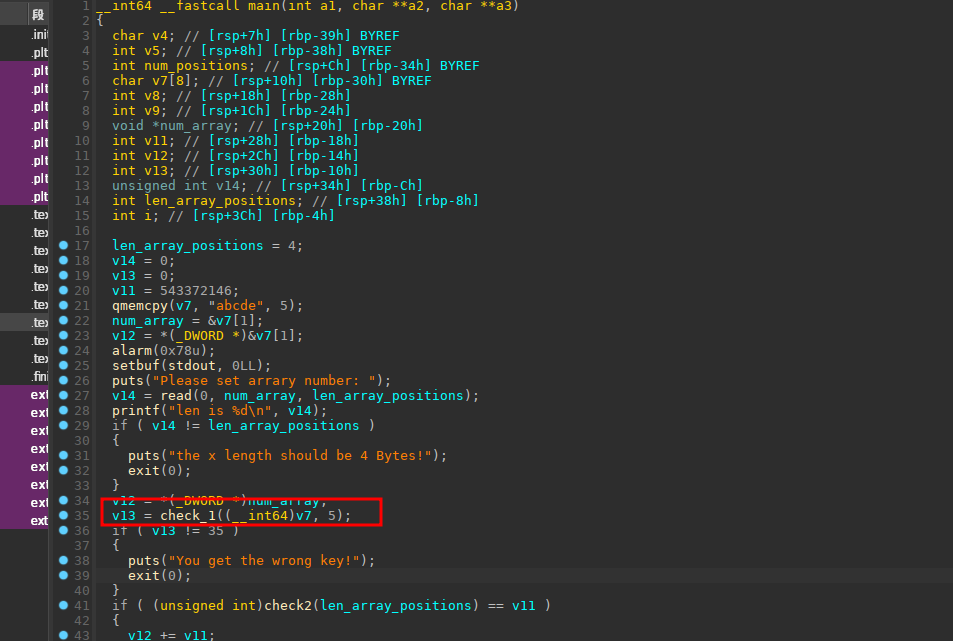 段
.init
.plt
.plt
.plt
.plt
.plt
.plt
.plt
.plt
.plt
.tex
.tex
.tex
.tex
.tex
.tex
.tex
.tex
.tex
.tex
.fini
ext
ext
ext
ext
ext
ext
ext
ext
1 __int64 __fastcall main(int a1, char **a2, char **a3)
2 {
3 char v4; // [rsp+7h] [rbp-39h] BYREF
4 int v5; // [rsp+8h] [rbp-38h] BYREF
5 int num_positions; // [rsp+Ch] [rbp-34h] BYREF
6 char v7[8]; // [rsp+10h] [rbp-30h] BYREF
7 int v8; // [rsp+18h] [rbp-28h]
8 int v9; // [rsp+1Ch] [rbp-24h]
9 void *num_array; // [rsp+20h] [rbp-20h]
10 int v11; // [rsp+28h] [rbp-18h]
11 int v12; // [rsp+2Ch] [rbp-14h]
12 int v13; // [rsp+30h] [rbp-10h]
13 unsigned int v14; // [rsp+34h] [rbp-Ch]
14 int len_array_positions; // [rsp+38h] [rbp-8h]
15 int i; // [rsp+3Ch] [rbp-4h]
16
17 len_array_positions = 4;
18 v14 = 0;
19 v13 = 0;
20 v11 = 543372146;
21 qmemcpy(v7, "abcde", 5);
22 num_array = &v7[1];
23 v12 = *(_DWORD *)&v7[1];
24 alarm(0x78u);
25 setbuf(stdout, 0LL);
26 puts("Please set arrary number: ");
27 v14 = read(0, num_array, len_array_positions);
28 printf("len is %d\n", v14);
29 if ( v14 != len_array_positions )
30 {
31 puts("the x length should be 4 Bytes!");
32 exit(0);
33 }
34 v12 = *(_DWORD *)num_array;
35 v13 = check_1((__int64)v7, 5);
36 if ( v13 != 35 )
37 {
38 puts("You get the wrong key!");
39 exit(0);
40 }
41 if ( (unsigned int)check2(len_array_positions) == v11 )
42 {
43 v12 += v11;